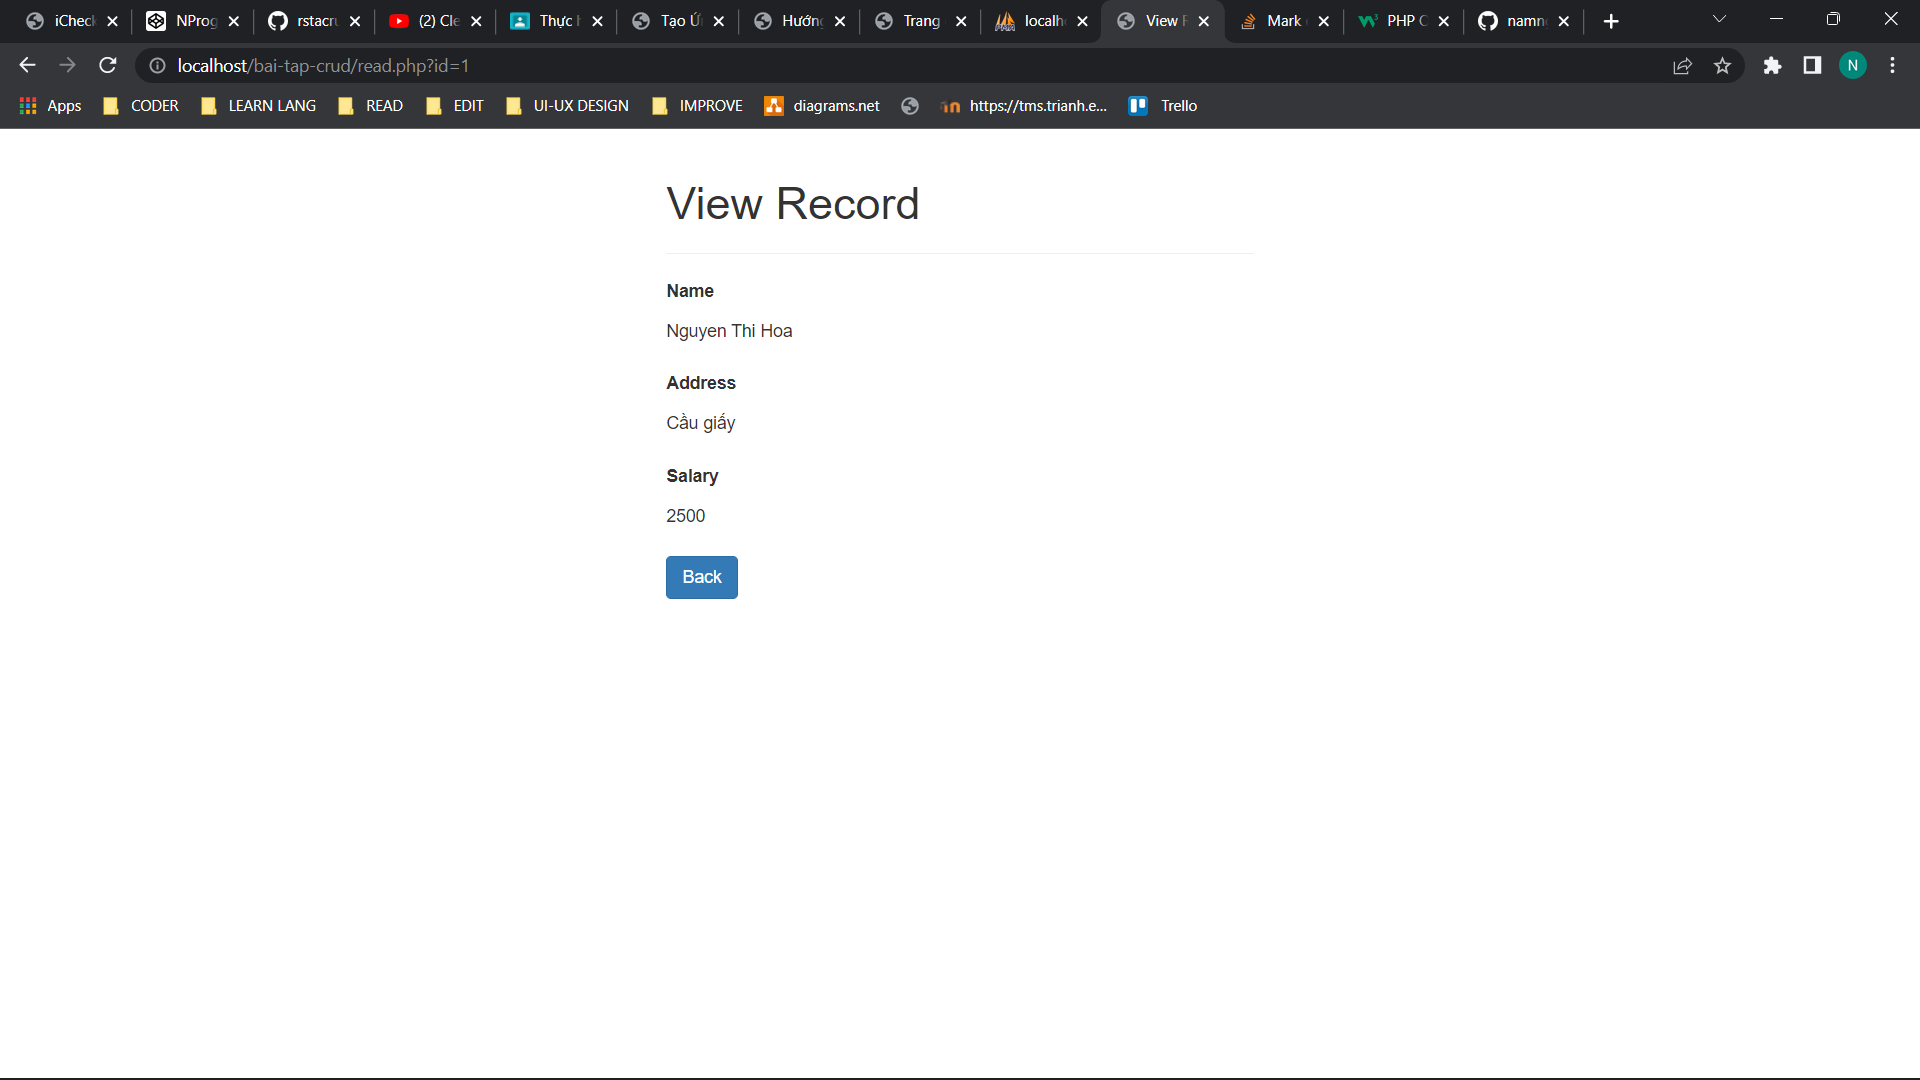 iCheck NProg rstacru (2) Cle Thực h Tạo Ứ Hướng Trang localh View Mark PHP C namn
localhost/bai-tap-crud/read.php?id=1 N
Apps CODER LEARN LANG READ EDIT UI-UX DESIGN IMPROVE diagrams.net https://tms.trianh.e... Trello
View Record
Name
Nguyen Thi Hoa
Address
Cầu giấy
Salary
2500
Back